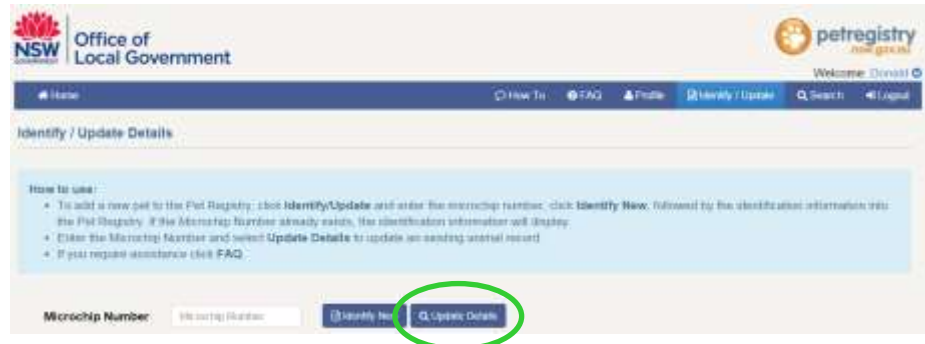 NSW
Office of
Local Government
petregistry
nsw.gov.au
Welcome: Donald
Home How To FAQ Profile Identify / Update Search Logout
Identify / Update Details
How to use:
To add a new pet to the Pet Registry, click Identify/Update and enter the microchip number, click Identify New, followed by the identification information into
the Pet Registry. If the Microchip Number already exists, the identification information will display.
Enter the Microchip Number and select Update Details to update an existing animal record
If you require assistance click FAQ
Microchip Number Microchip Number Identify New Update Details